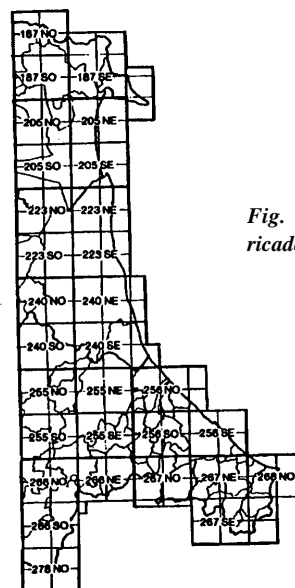 187 NO
187 SO 187 SE
205 NO 205 NE
205 SO 205 SE
223 NO 223 NE
Fig.
ricada
223 SO 223 SE
240 NO 240 NE
240 SO 240 SE
255 NO 255 NE 256 NO
255 SO 255 SE 256 SO 256 SE
266 NO 266 NE 267 NO 267 NE 268 NO
266 SO 267 SE
278 NO